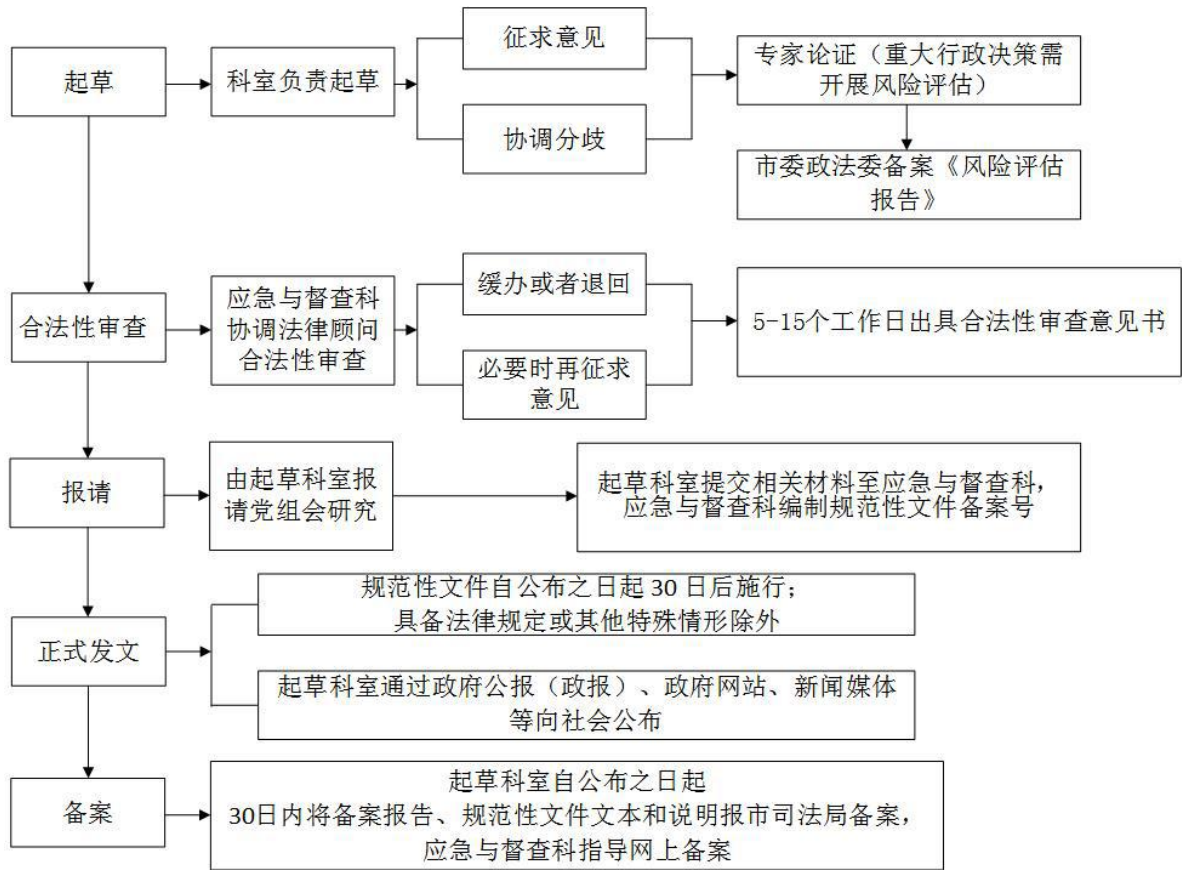 起草
科室负责起草
征求意见
协调分歧
专家论证（重大行政决策需
开展风险评估）
市委政法委备案《风险评估
报告》
合法性审查
应急与督查科
协调法律顾问
合法性审查
缓办或者退回
必要时再征求
意见
5-15个工作日出具合法性审查意见书
报请
由起草科室报
请党组会研究
起草科室提交相关材料至应急与督查科，
应急与督查科编制规范性文件备案号
正式发文
规范性文件自公布之日起 30 日后施行；
具备法律规定或其他特殊情形除外
起草科室通过政府公报（政报）、政府网站、新闻媒体
等向社会公布
备案
起草科室自公布之日起
30日内将备案报告、规范性文件文本和说明报市司法局备案，
应急与督查科指导网上备案